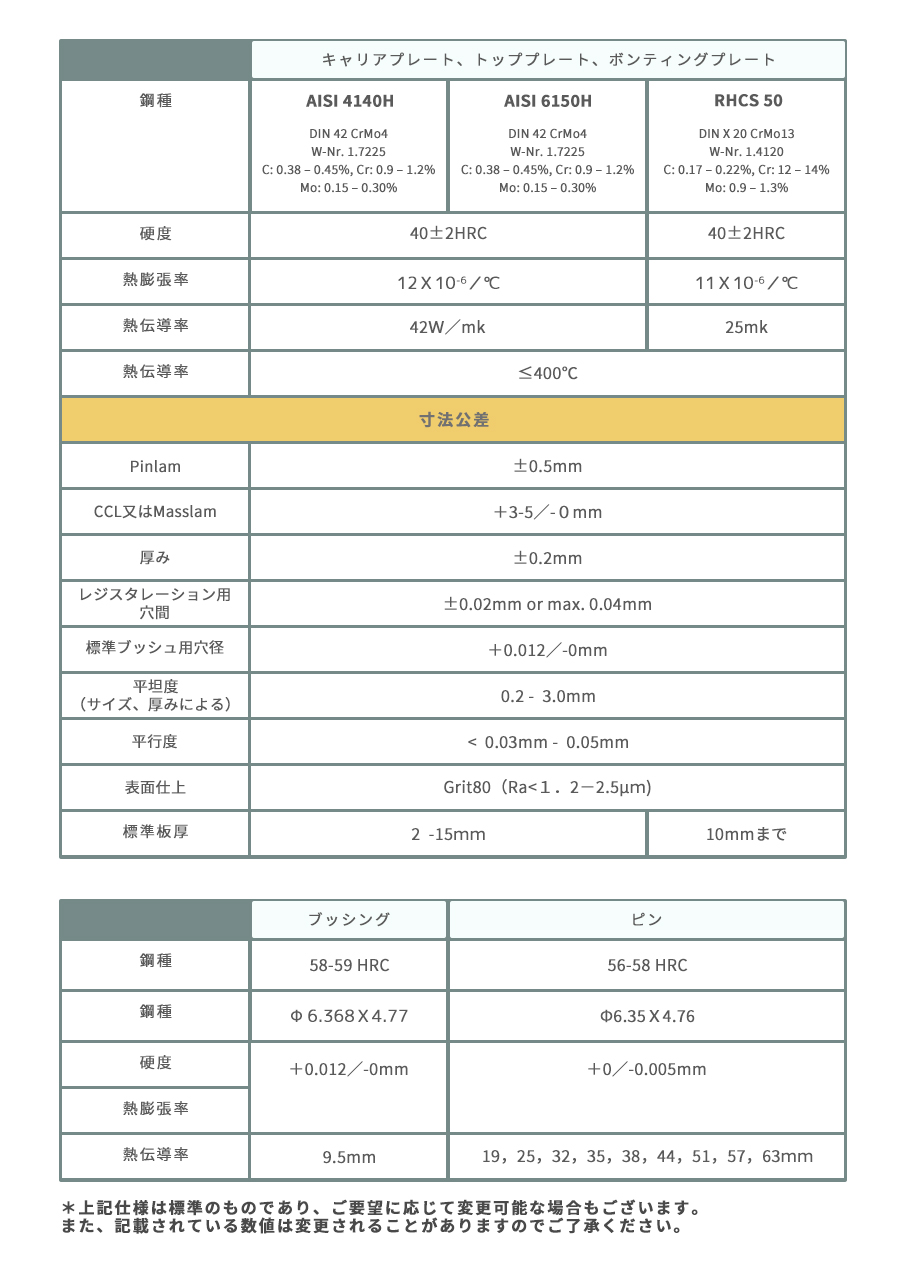 キャリアプレート、トッププレート、ボンティングプレート
鋼種
AISI 4140H
DIN 42 CrMo4
W-Nr. 1.7225
C: 0.38 – 0.45%, Cr: 0.9 – 1.2%
Mo: 0.15 – 0.30%
AISI 6150H
DIN 42 CrMo4
W-Nr. 1.7225
C: 0.38 – 0.45%, Cr: 0.9 – 1.2%
Mo: 0.15 – 0.30%
RHCS 50
DIN X 20 CrMo13
W-Nr. 1.4120
C: 0.17 – 0.22%, Cr: 12 – 14%
Mo: 0.9 – 1.3%
硬度
40±2HRC
40±2HRC
熱膨張率
12 X 10⁻⁶／℃
11 X 10⁻⁶／℃
熱伝導率
42W／mk
25mk
熱伝導率
≦400℃
寸法公差
Pinlam
±0.5mm
CCL又はMasslam
＋3-5／-０mm
厚み
±0.2mm
レジスタレーション用
穴間
±0.02mm or max. 0.04mm
標準ブッシュ用穴径
＋0.012／-0mm
平坦度
（サイズ、厚みによる）
0.2 - 3.0mm
平行度
< 0.03mm - 0.05mm
表面仕上
Grit80（Ra<１．2－2.5μm)
標準板厚
2 -15mm
10mmまで
ブッシング
ピン
鋼種
58-59 HRC
56-58 HRC
鋼種
Φ 6.368 X 4.77
Φ6.35 X 4.76
硬度
＋0.012／-0mm
＋0／-0.005mm
熱膨張率
熱伝導率
9.5mm
19，25，32，35，38，44，51，57，63mm
＊上記仕様は標準のものであり、ご要望に応じて変更可能な場合もございます。
また、記載されている数値は変更されることがありますのでご了承ください。